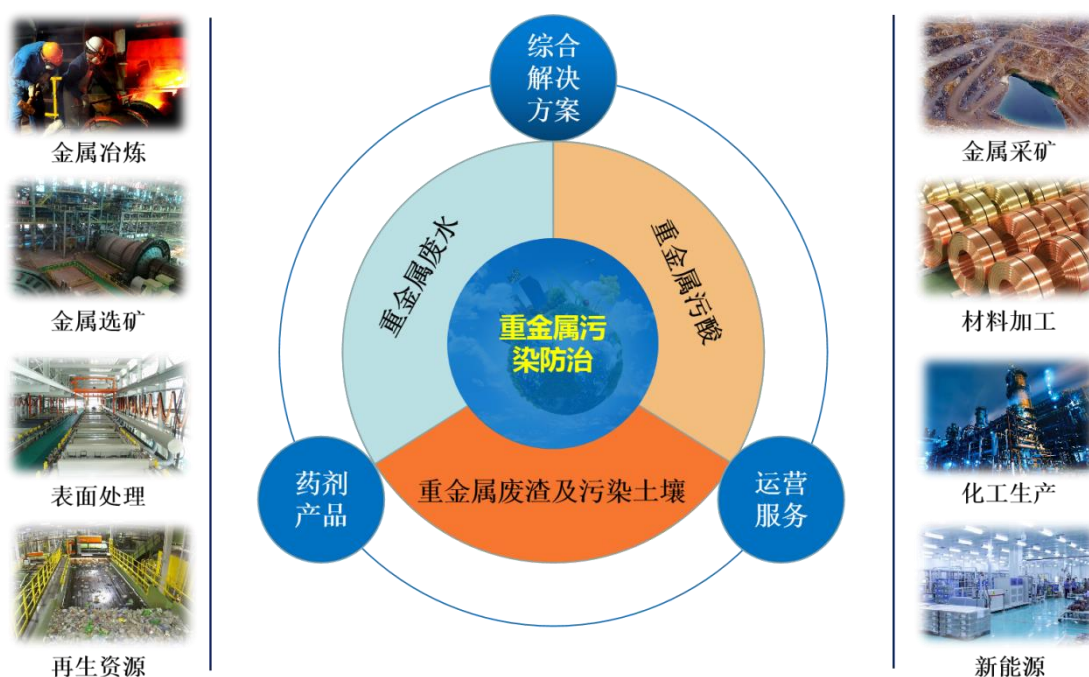 金属冶炼
金属选矿
表面处理
再生资源
综合
解决
方案
重金属废水
重金属污酸
重金属污
染防治
重金属废渣及污染土壤
药剂
产品
运营
服务
金属采矿
材料加工
化工生产
新能源